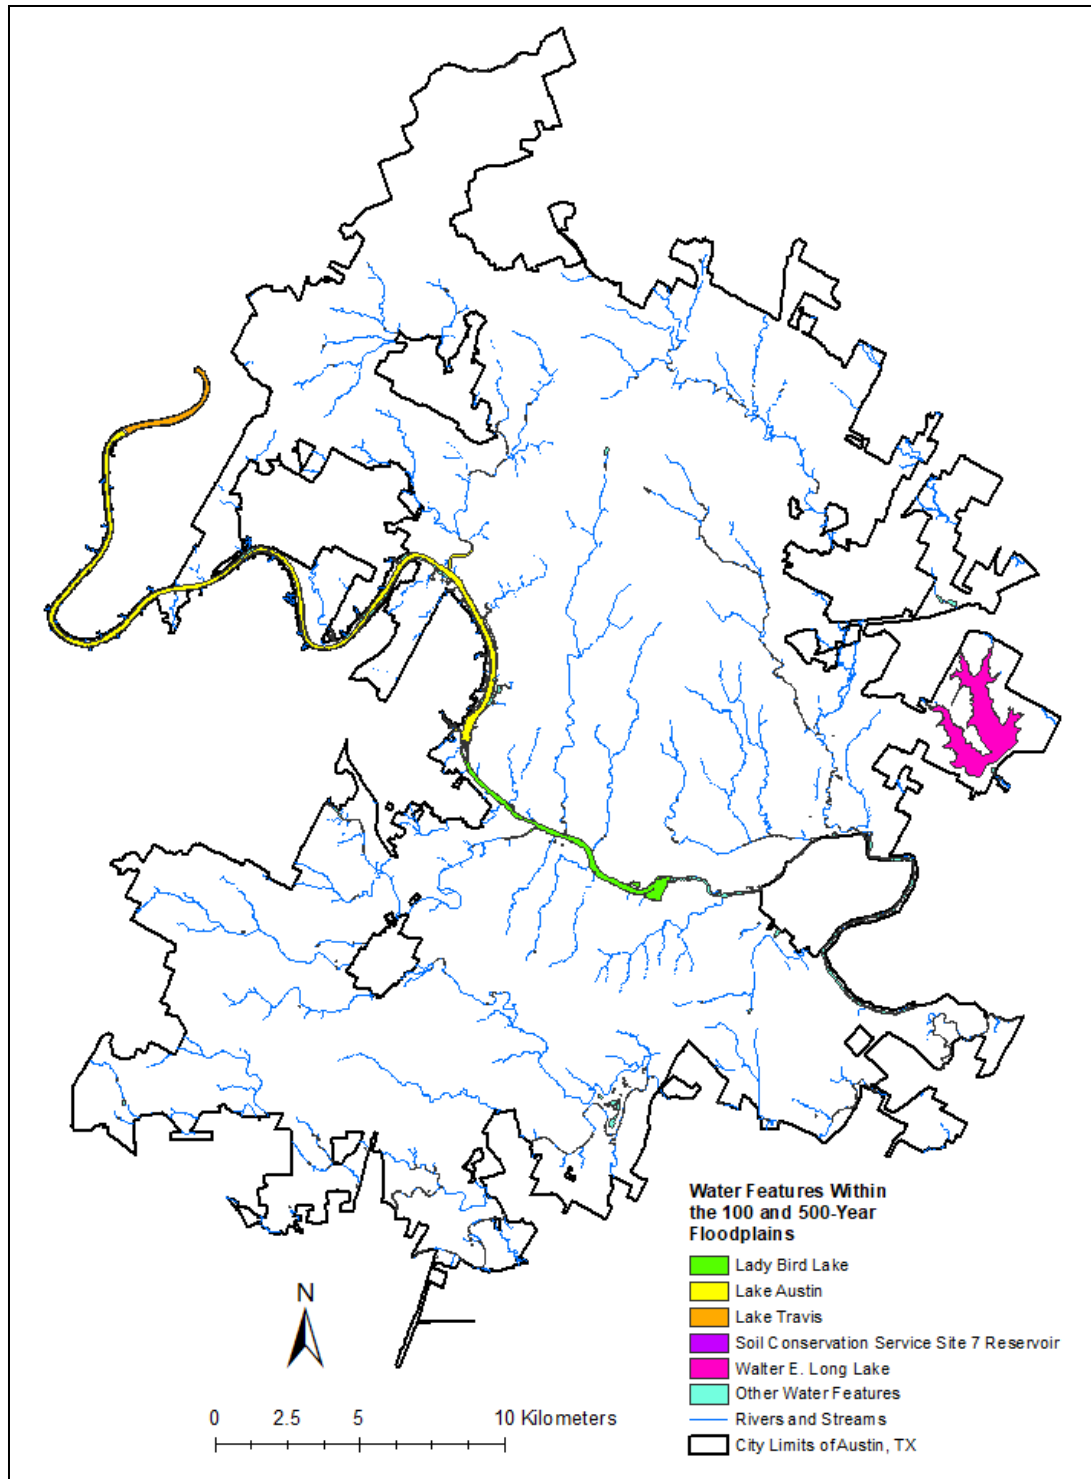 Water Features Within
the 100 and 500-Year
Floodplains
Lady Bird Lake
Lake Austin
Lake Travis
Soil Conservation Service Site 7 Reservoir
Walter E. Long Lake
Other Water Features
Rivers and Streams
City Limits of Austin, TX
N
0 2.5 5 10 Kilometers